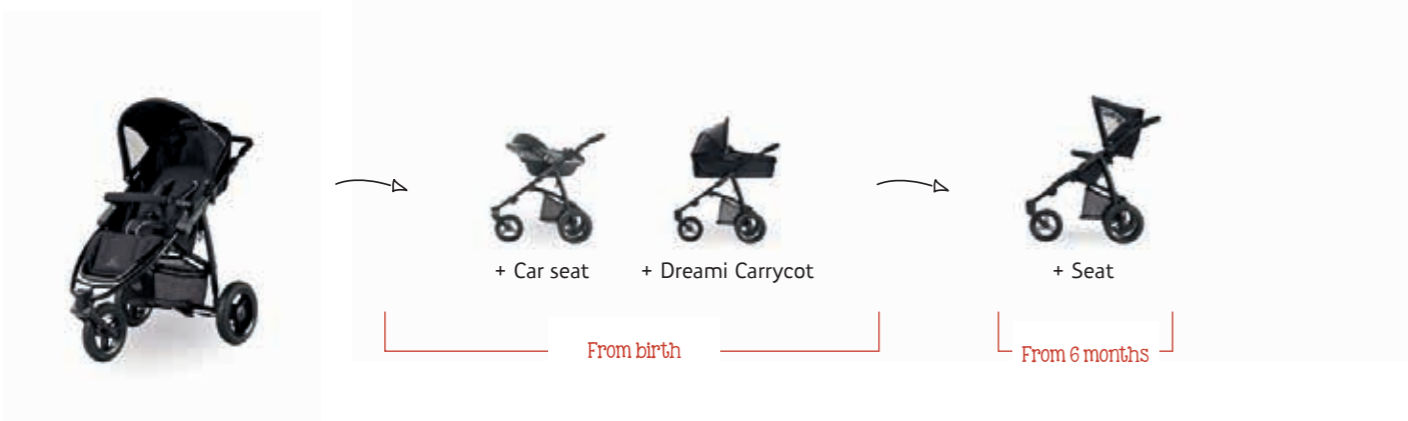 + Car seat
+ Dreami Carrycot
+ Seat
From birth
From 6 months